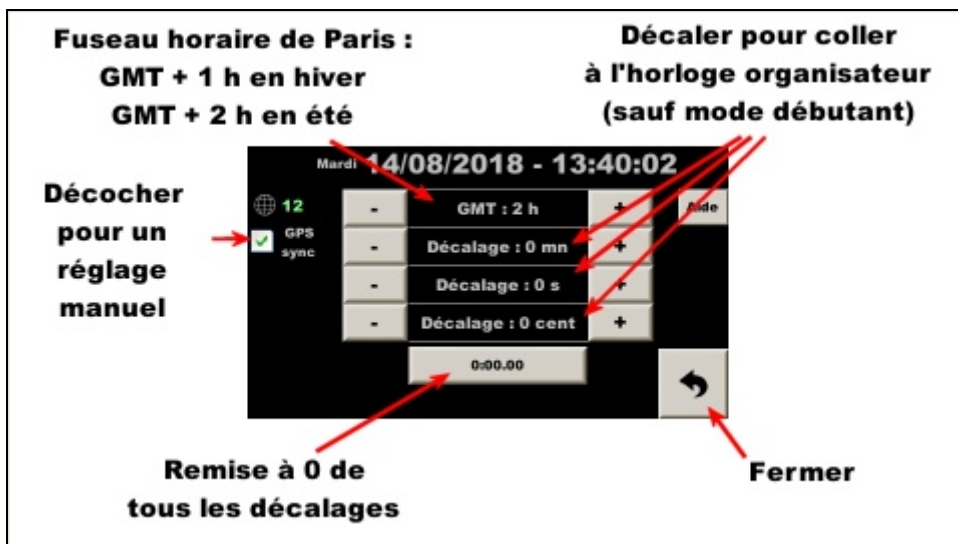 Fuseau horaire de Paris :
GMT + 1 h en hiver
GMT + 2 h en été
Décaler pour coller
à l'horloge organisateur
(sauf mode débutant)
Décocher
pour un
réglage
manuel
Mardi 14/08/2018 - 13:40:02
12
GPS
sync
- GMT : 2 h + Aide
- Décalage : 0 mn +
- Décalage : 0 s +
- Décalage : 0 cent +
0:00.00
Remise à 0 de
tous les décalages
Fermer